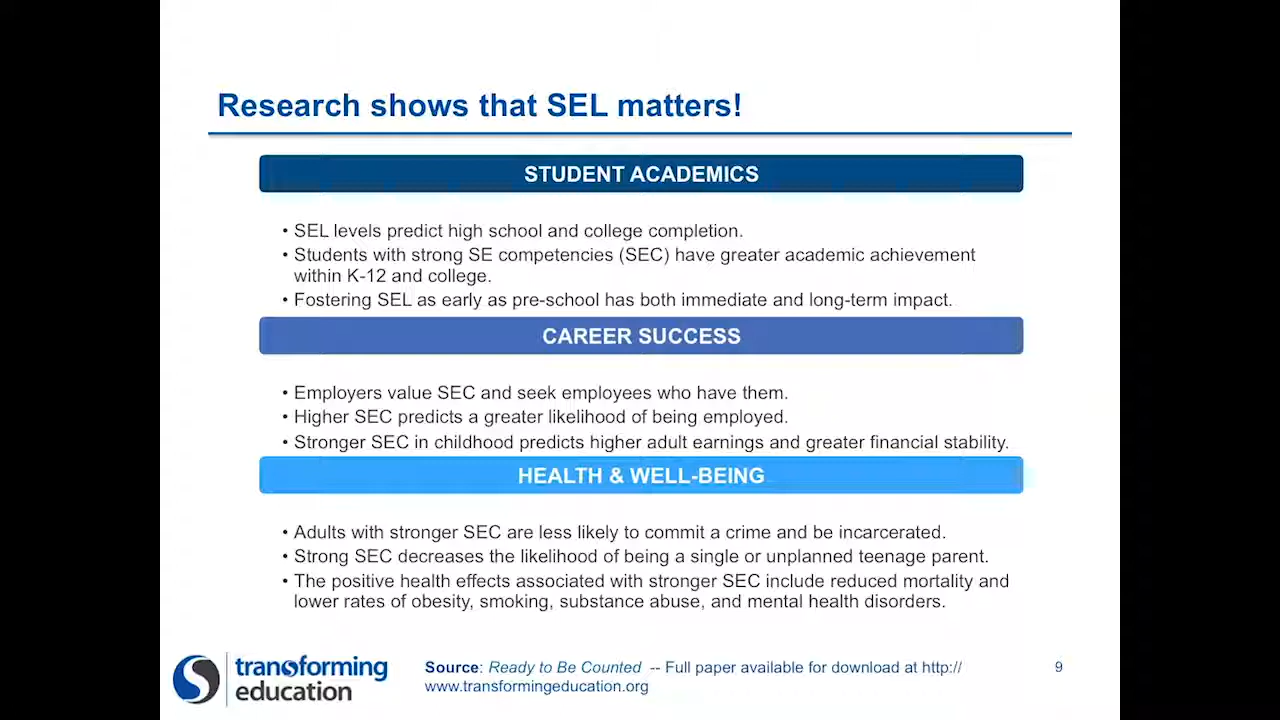 Research shows that SEL matters!
STUDENT ACADEMICS
• SEL levels predict high school and college completion.
• Students with strong SE competencies (SEC) have greater academic achievement
within K-12 and college.
• Fostering SEL as early as pre-school has both immediate and long-term impact.
CAREER SUCCESS
• Employers value SEC and seek employees who have them.
• Higher SEC predicts a greater likelihood of being employed.
• Stronger SEC in childhood predicts higher adult earnings and greater financial stability.
HEALTH & WELL-BEING
• Adults with stronger SEC are less likely to commit a crime and be incarcerated.
• Strong SEC decreases the likelihood of being a single or unplanned teenage parent.
• The positive health effects associated with stronger SEC include reduced mortality and
lower rates of obesity, smoking, substance abuse, and mental health disorders.
transforming
education
Source: Ready to Be Counted -- Full paper available for download at http://
www.transformingeducation.org
9